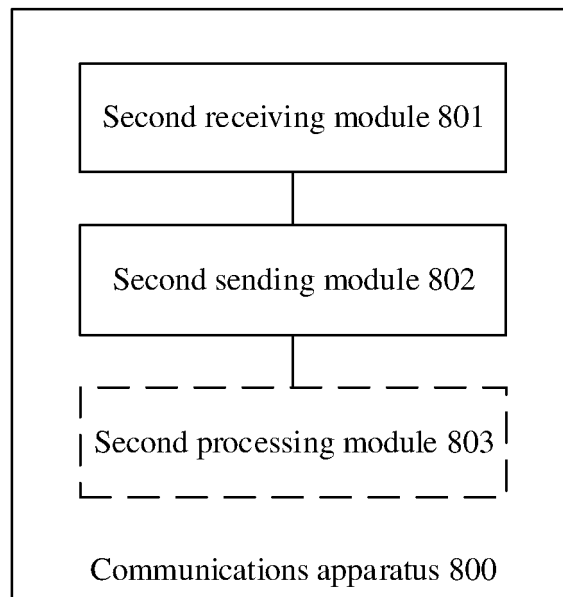 Second receiving module 801
Second sending module 802
Second processing module 803
Communications apparatus 800